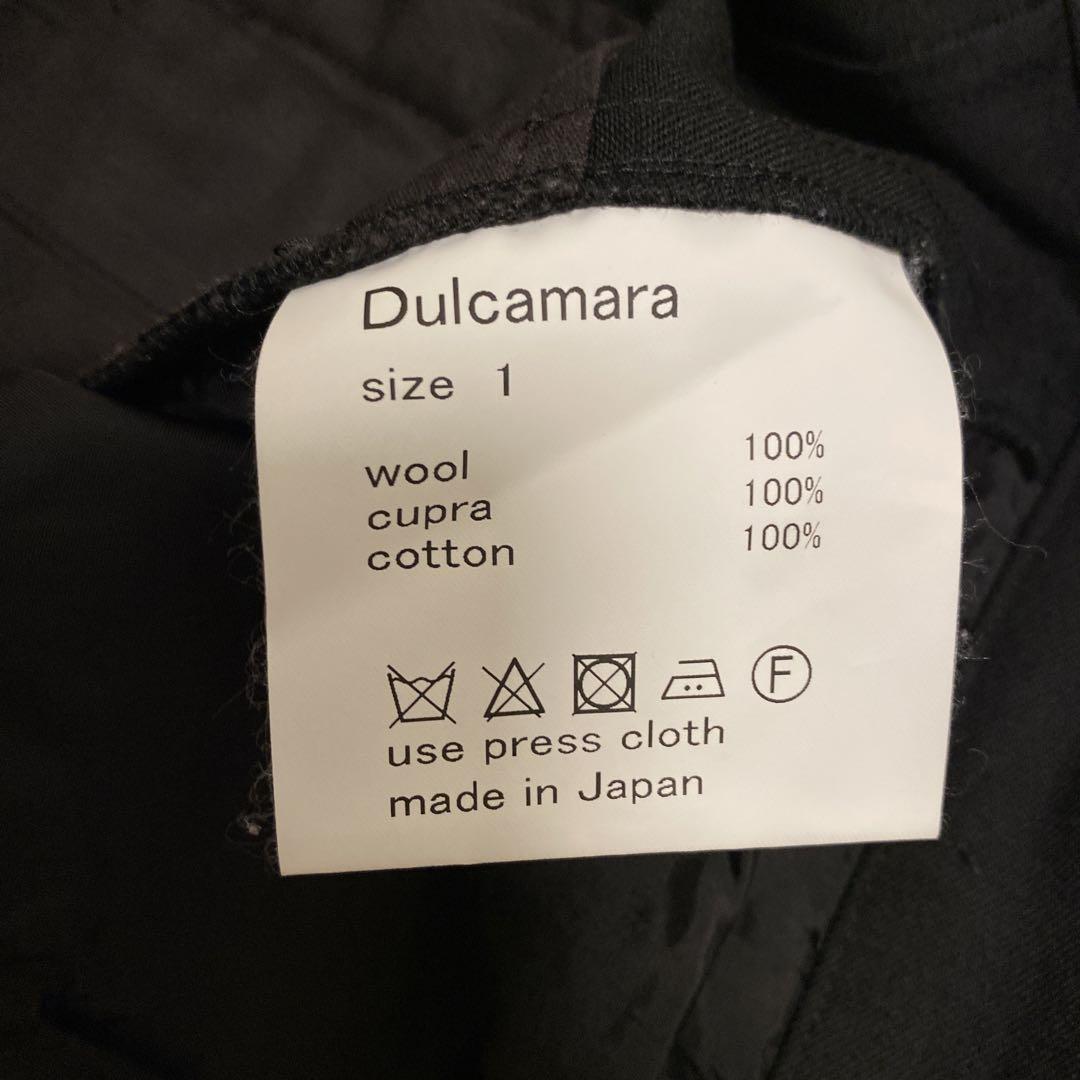 Dulcamara
size 1
wool 100%
cupra 100%
cotton 100%
F
use press cloth
made in Japan